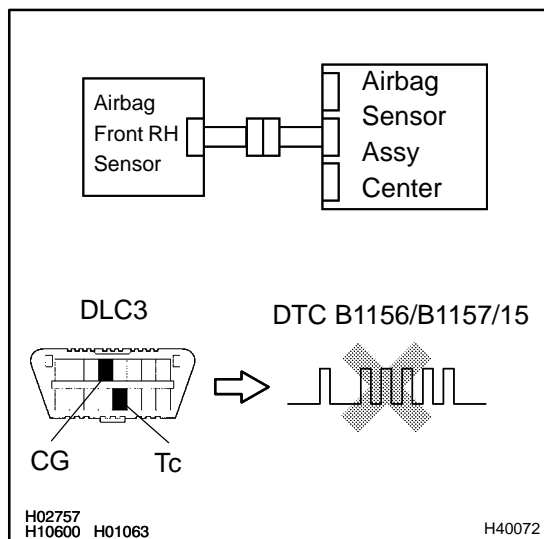 Airbag
Front RH
Sensor
Airbag
Sensor
Assy
Center
DLC3
DTC B1156/B1157/15
CG
Tc
H02757
H10600 H01063
H40072